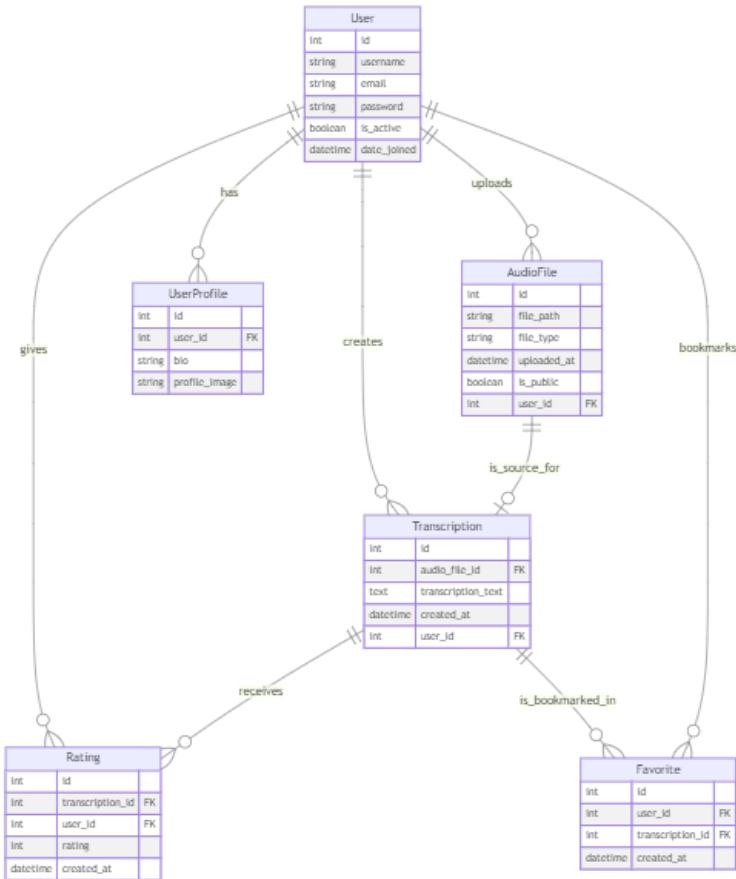 User
int id
string username
string email
string password
boolean is_active
datetime date_joined
has
uploads
UserProfile
int id
int user_id FK
string bio
string profile_image
AudioFile
int id
string file_path
string file_type
datetime uploaded_at
boolean is_public
int user_id FK
gives
creates
bookmarks
is_source_for
Transcription
int id
int audio_file_id FK
text transcription_text
datetime created_at
int user_id FK
receives
is_bookmarked_in
Rating
int id
int transcription_id FK
int user_id FK
int rating
datetime created_at
Favorite
int id
int user_id FK
int transcription_id FK
datetime created_at